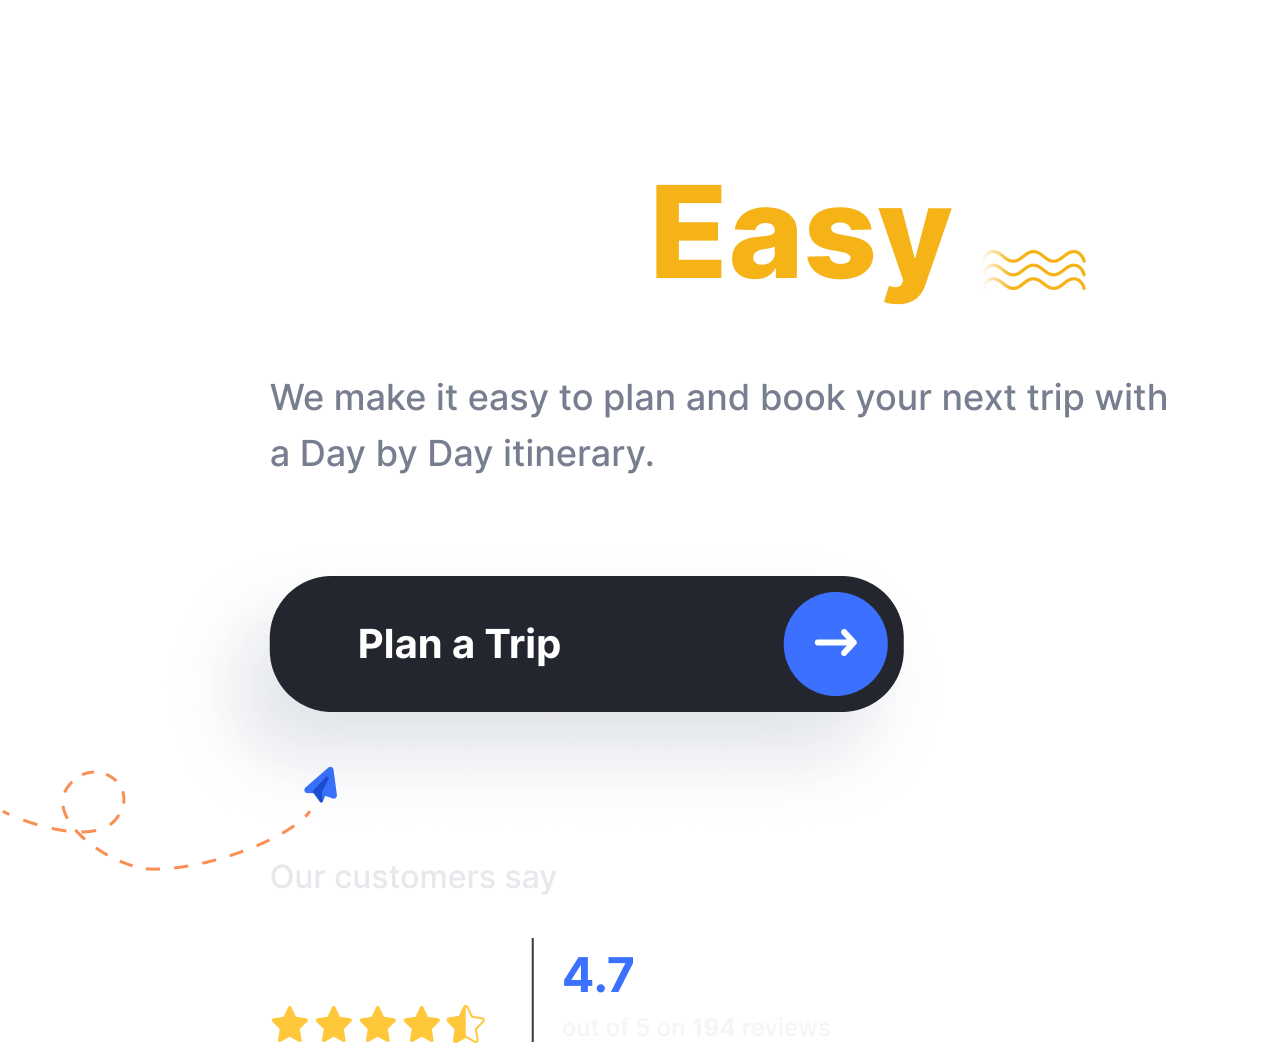 Easy
We make it easy to plan and book your next trip with
a Day by Day itinerary.
Plan a Trip
Our customers say
4.7
out of 5 on 194 reviews